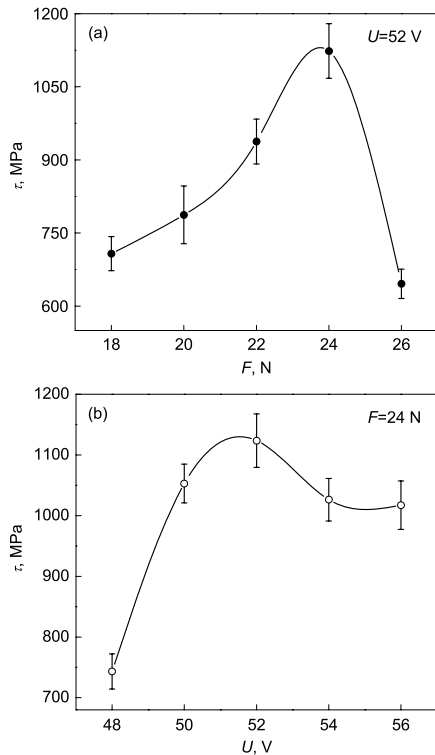 (a)
U=52 V
1200
1050
900
750
600
τ, MPa
18 20 22 24 26
F, N
(b)
F=24 N
1200
1100
1000
900
800
700
τ, MPa
48 50 52 54 56
U, V